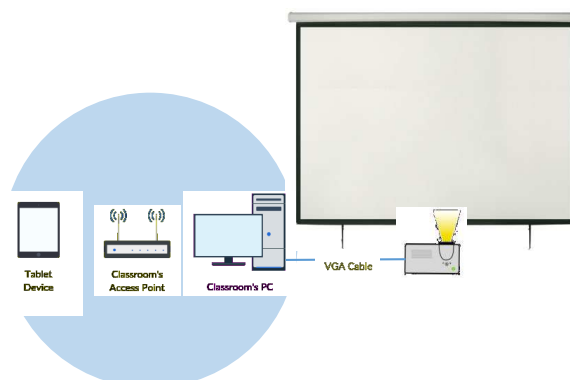 Tablet
Device
Classroom's
Access Point
Classroom's PC
VGA Cable